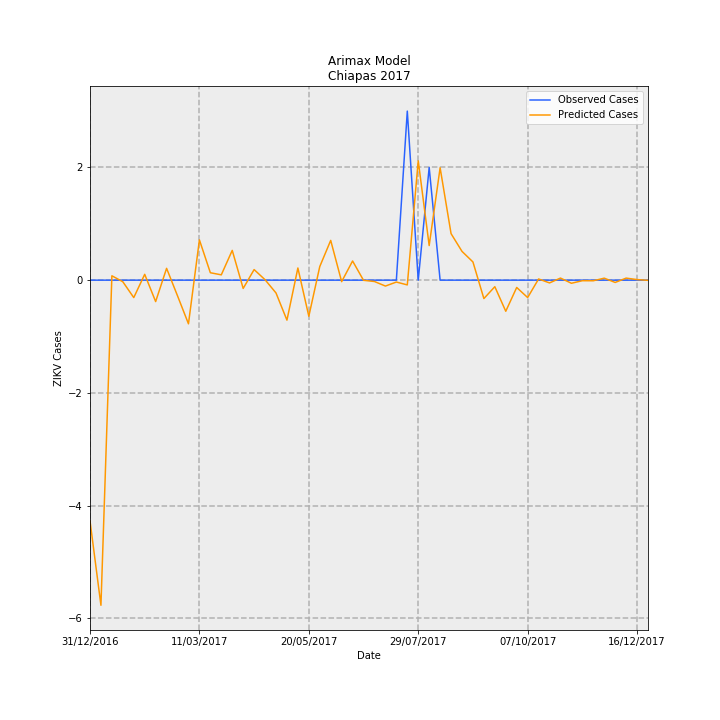 Arimax Model
Chiapas 2017
Observed Cases
Predicted Cases
ZIKV Cases
2
0
−2
−4
−6
31/12/2016
11/03/2017
20/05/2017
29/07/2017
07/10/2017
16/12/2017
Date